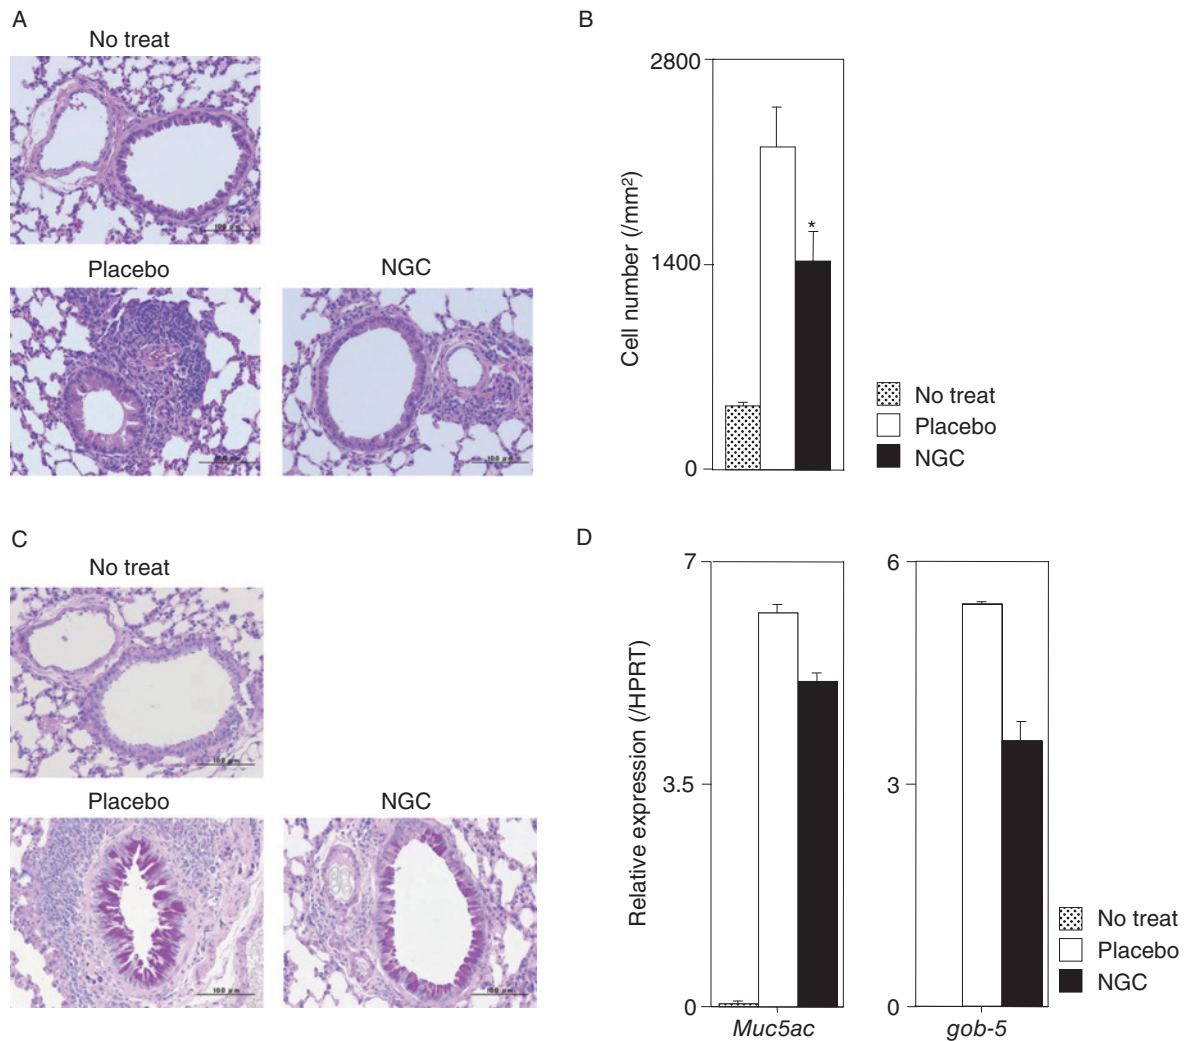 A
No treat
Placebo
NGC
B
2800
1400
0
Cell number (/mm²)
*
No treat
Placebo
NGC
C
No treat
Placebo
NGC
D
7
3.5
0
Relative expression (/HPRT)
Muc5ac
6
3
0
gob-5
No treat
Placebo
NGC